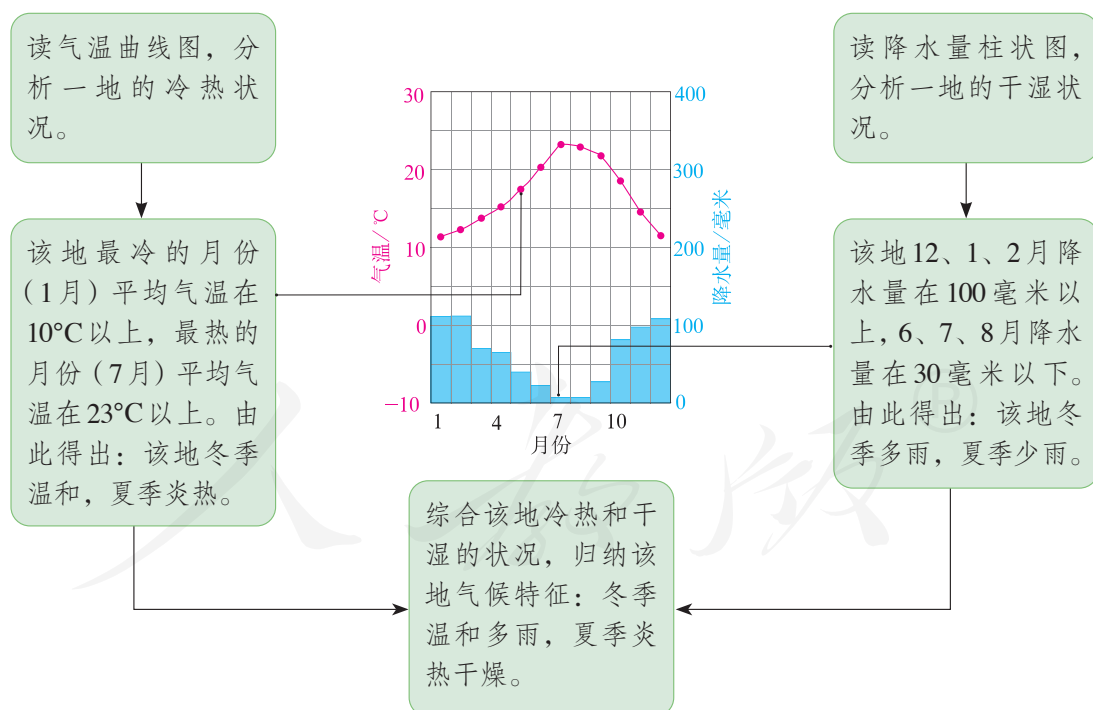 读气温曲线图，分
析一地的冷热状
况。
读降水量柱状图，
分析一地的干湿状
况。
30
20
10
0
-10
气温/℃
400
300
200
100
0
降水量/毫米
1
4
7
10
月份
该地最冷的月份
（1月）平均气温在
10°C以上，最热的
月份（7月）平均气
温在23°C以上。由
此得出：该地冬季
温和，夏季炎热。
该地12、1、2月降
水量在100毫米以
上，6、7、8月降水
量在30毫米以下。
由此得出：该地冬
季多雨，夏季少雨。
综合该地冷热和干
湿的状况，归纳该
地气候特征：冬季
温和多雨，夏季炎
热干燥。
人教版®